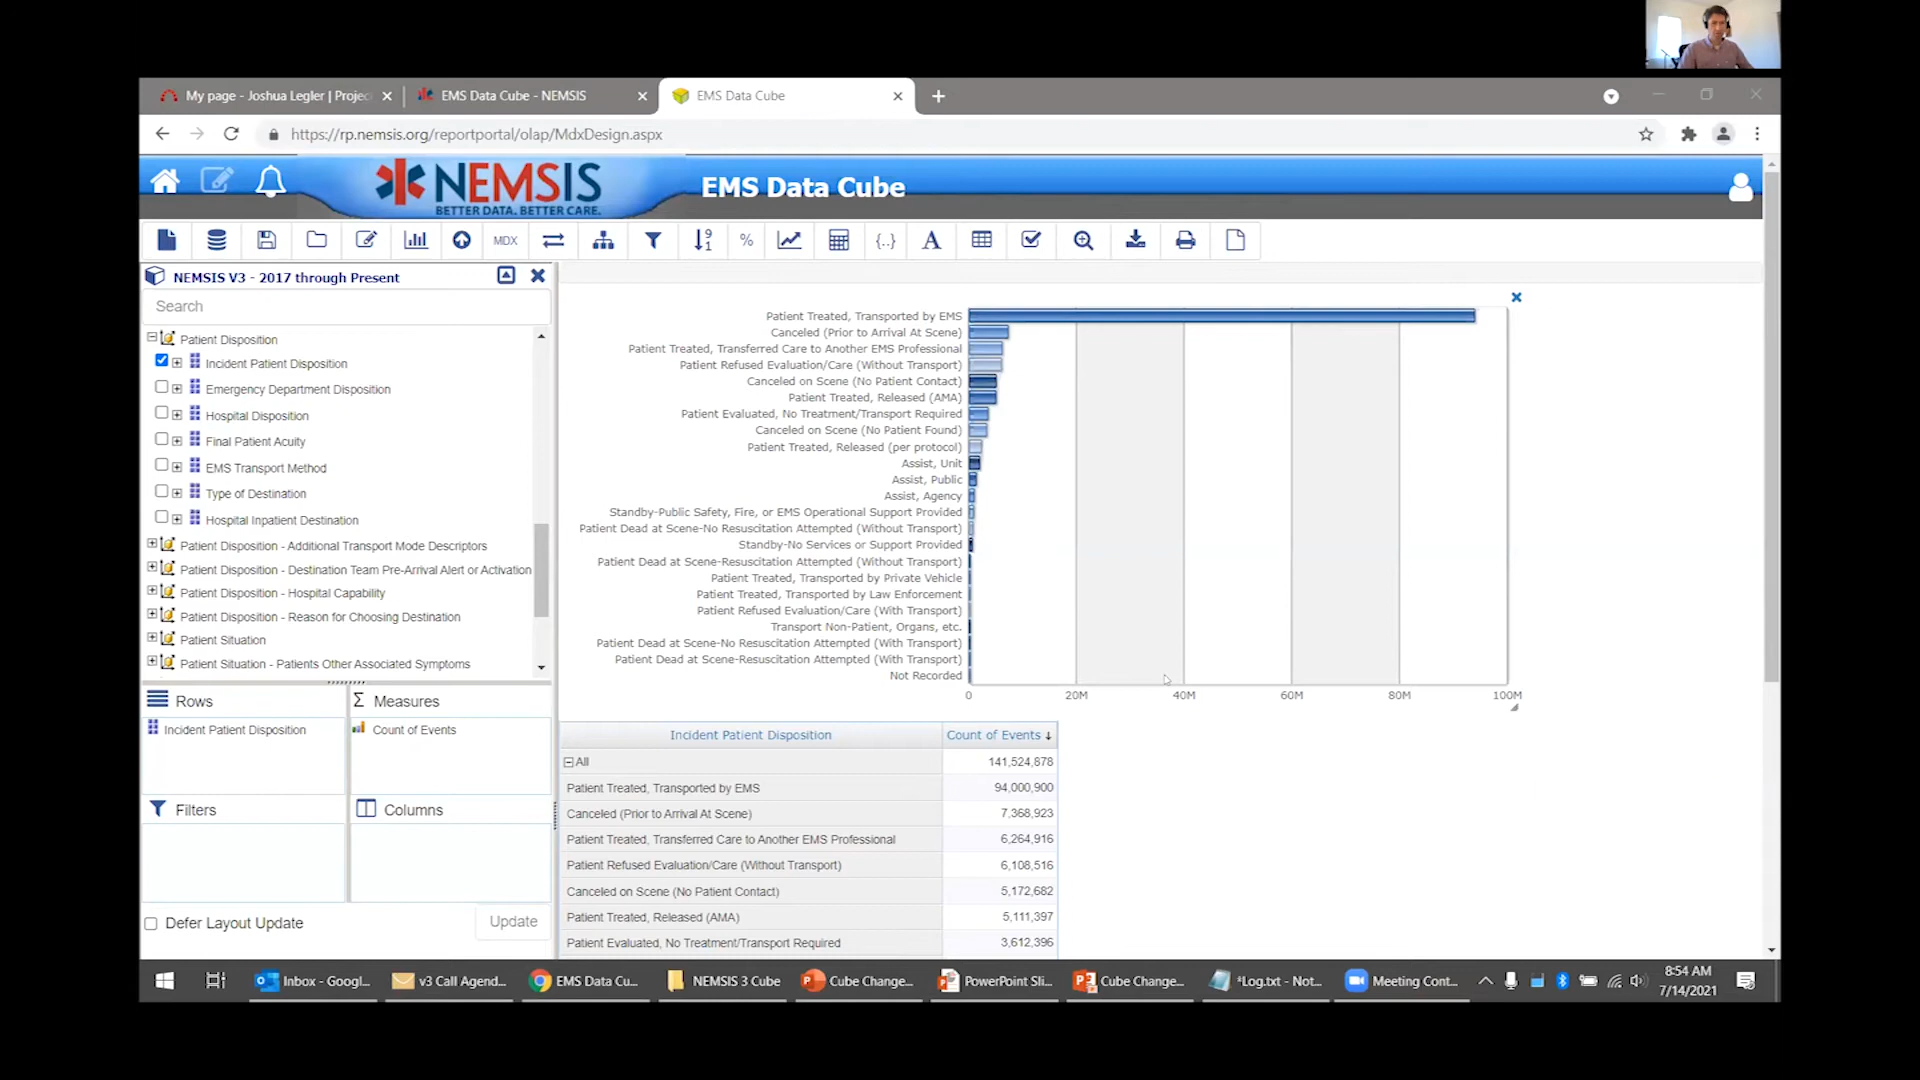 My page - Joshua Legler | Projec
EMS Data Cube - NEMSIS
EMS Data Cube
https://rp.nemsis.org/reportportal/olap/MdxDesign.aspx
NEMSIS
BETTER DATA. BETTER CARE.
EMS Data Cube
MDX
9
1
%
{..}
A
NEMSIS V3 - 2017 through Present
Search
Patient Disposition
Incident Patient Disposition
Emergency Department Disposition
Hospital Disposition
Final Patient Acuity
EMS Transport Method
Type of Destination
Hospital Inpatient Destination
Patient Disposition - Additional Transport Mode Descriptors
Patient Disposition - Destination Team Pre-Arrival Alert or Activation
Patient Disposition - Hospital Capability
Patient Disposition - Reason for Choosing Destination
Patient Situation
Patient Situation - Patients Other Associated Symptoms
Rows
Incident Patient Disposition
Σ Measures
Count of Events
Filters
Columns
Defer Layout Update
Update
Patient Treated, Transported by EMS
Canceled (Prior to Arrival At Scene)
Patient Treated, Transferred Care to Another EMS Professional
Patient Refused Evaluation/Care (Without Transport)
Canceled on Scene (No Patient Contact)
Patient Treated, Released (AMA)
Patient Evaluated, No Treatment/Transport Required
Canceled on Scene (No Patient Found)
Patient Treated, Released (per protocol)
Assist, Unit
Assist, Public
Assist, Agency
Standby-Public Safety, Fire, or EMS Operational Support Provided
Patient Dead at Scene-No Resuscitation Attempted (Without Transport)
Standby-No Services or Support Provided
Patient Dead at Scene-Resuscitation Attempted (Without Transport)
Patient Treated, Transported by Private Vehicle
Patient Treated, Transported by Law Enforcement
Patient Refused Evaluation/Care (With Transport)
Transport Non-Patient, Organs, etc.
Patient Dead at Scene-No Resuscitation Attempted (With Transport)
Patient Dead at Scene-Resuscitation Attempted (With Transport)
Not Recorded
0 20M 40M 60M 80M 100M
Incident Patient Disposition Count of Events
All 141,524,878
Patient Treated, Transported by EMS 94,000,900
Canceled (Prior to Arrival At Scene) 7,368,923
Patient Treated, Transferred Care to Another EMS Professional 6,264,916
Patient Refused Evaluation/Care (Without Transport) 6,108,516
Canceled on Scene (No Patient Contact) 5,172,682
Patient Treated, Released (AMA) 5,111,397
Patient Evaluated, No Treatment/Transport Required 3,612,396
Inbox - Googl...
v3 Call Agend...
EMS Data Cu...
NEMSIS 3 Cube
Cube Change...
PowerPoint Sli...
Cube Change...
*Log.txt - Not...
Meeting Cont...
8:54 AM
7/14/2021